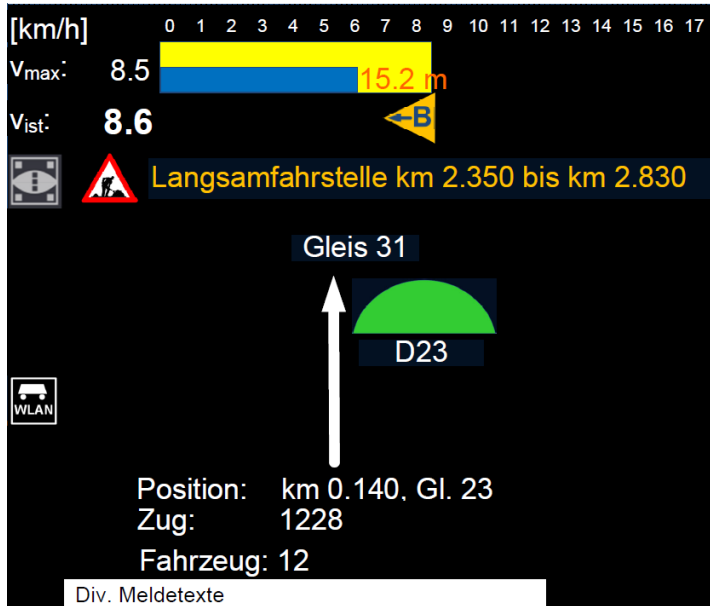 [km/h] 0 1 2 3 4 5 6 7 8 9 10 11 12 13 14 15 16 17
vmax: 8.5 15.2 m
vist: 8.6 B
Langsamfahrstelle km 2.350 bis km 2.830
Gleis 31
D23
WLAN
Position: km 0.140, Gl. 23
Zug: 1228
Fahrzeug: 12
Div. Meldetexte